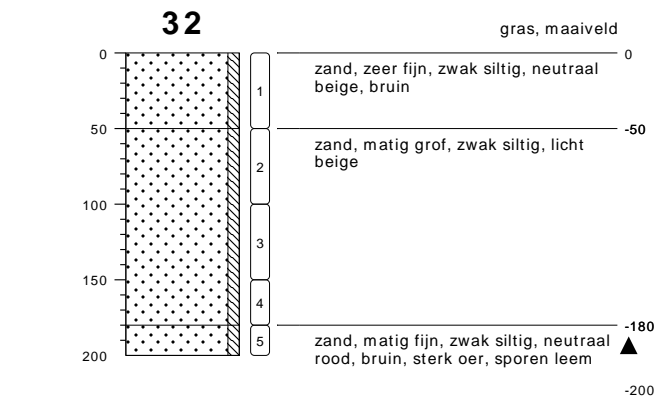 32
gras, maaiveld
0
0
zand, zeer fijn, zwak siltig, neutraal
beige, bruin
1
50
-50
zand, matig grof, zwak siltig, licht
beige
2
100
3
150
4
-180
zand, matig fijn, zwak siltig, neutraal
rood, bruin, sterk oer, sporen leem
5
200
-200